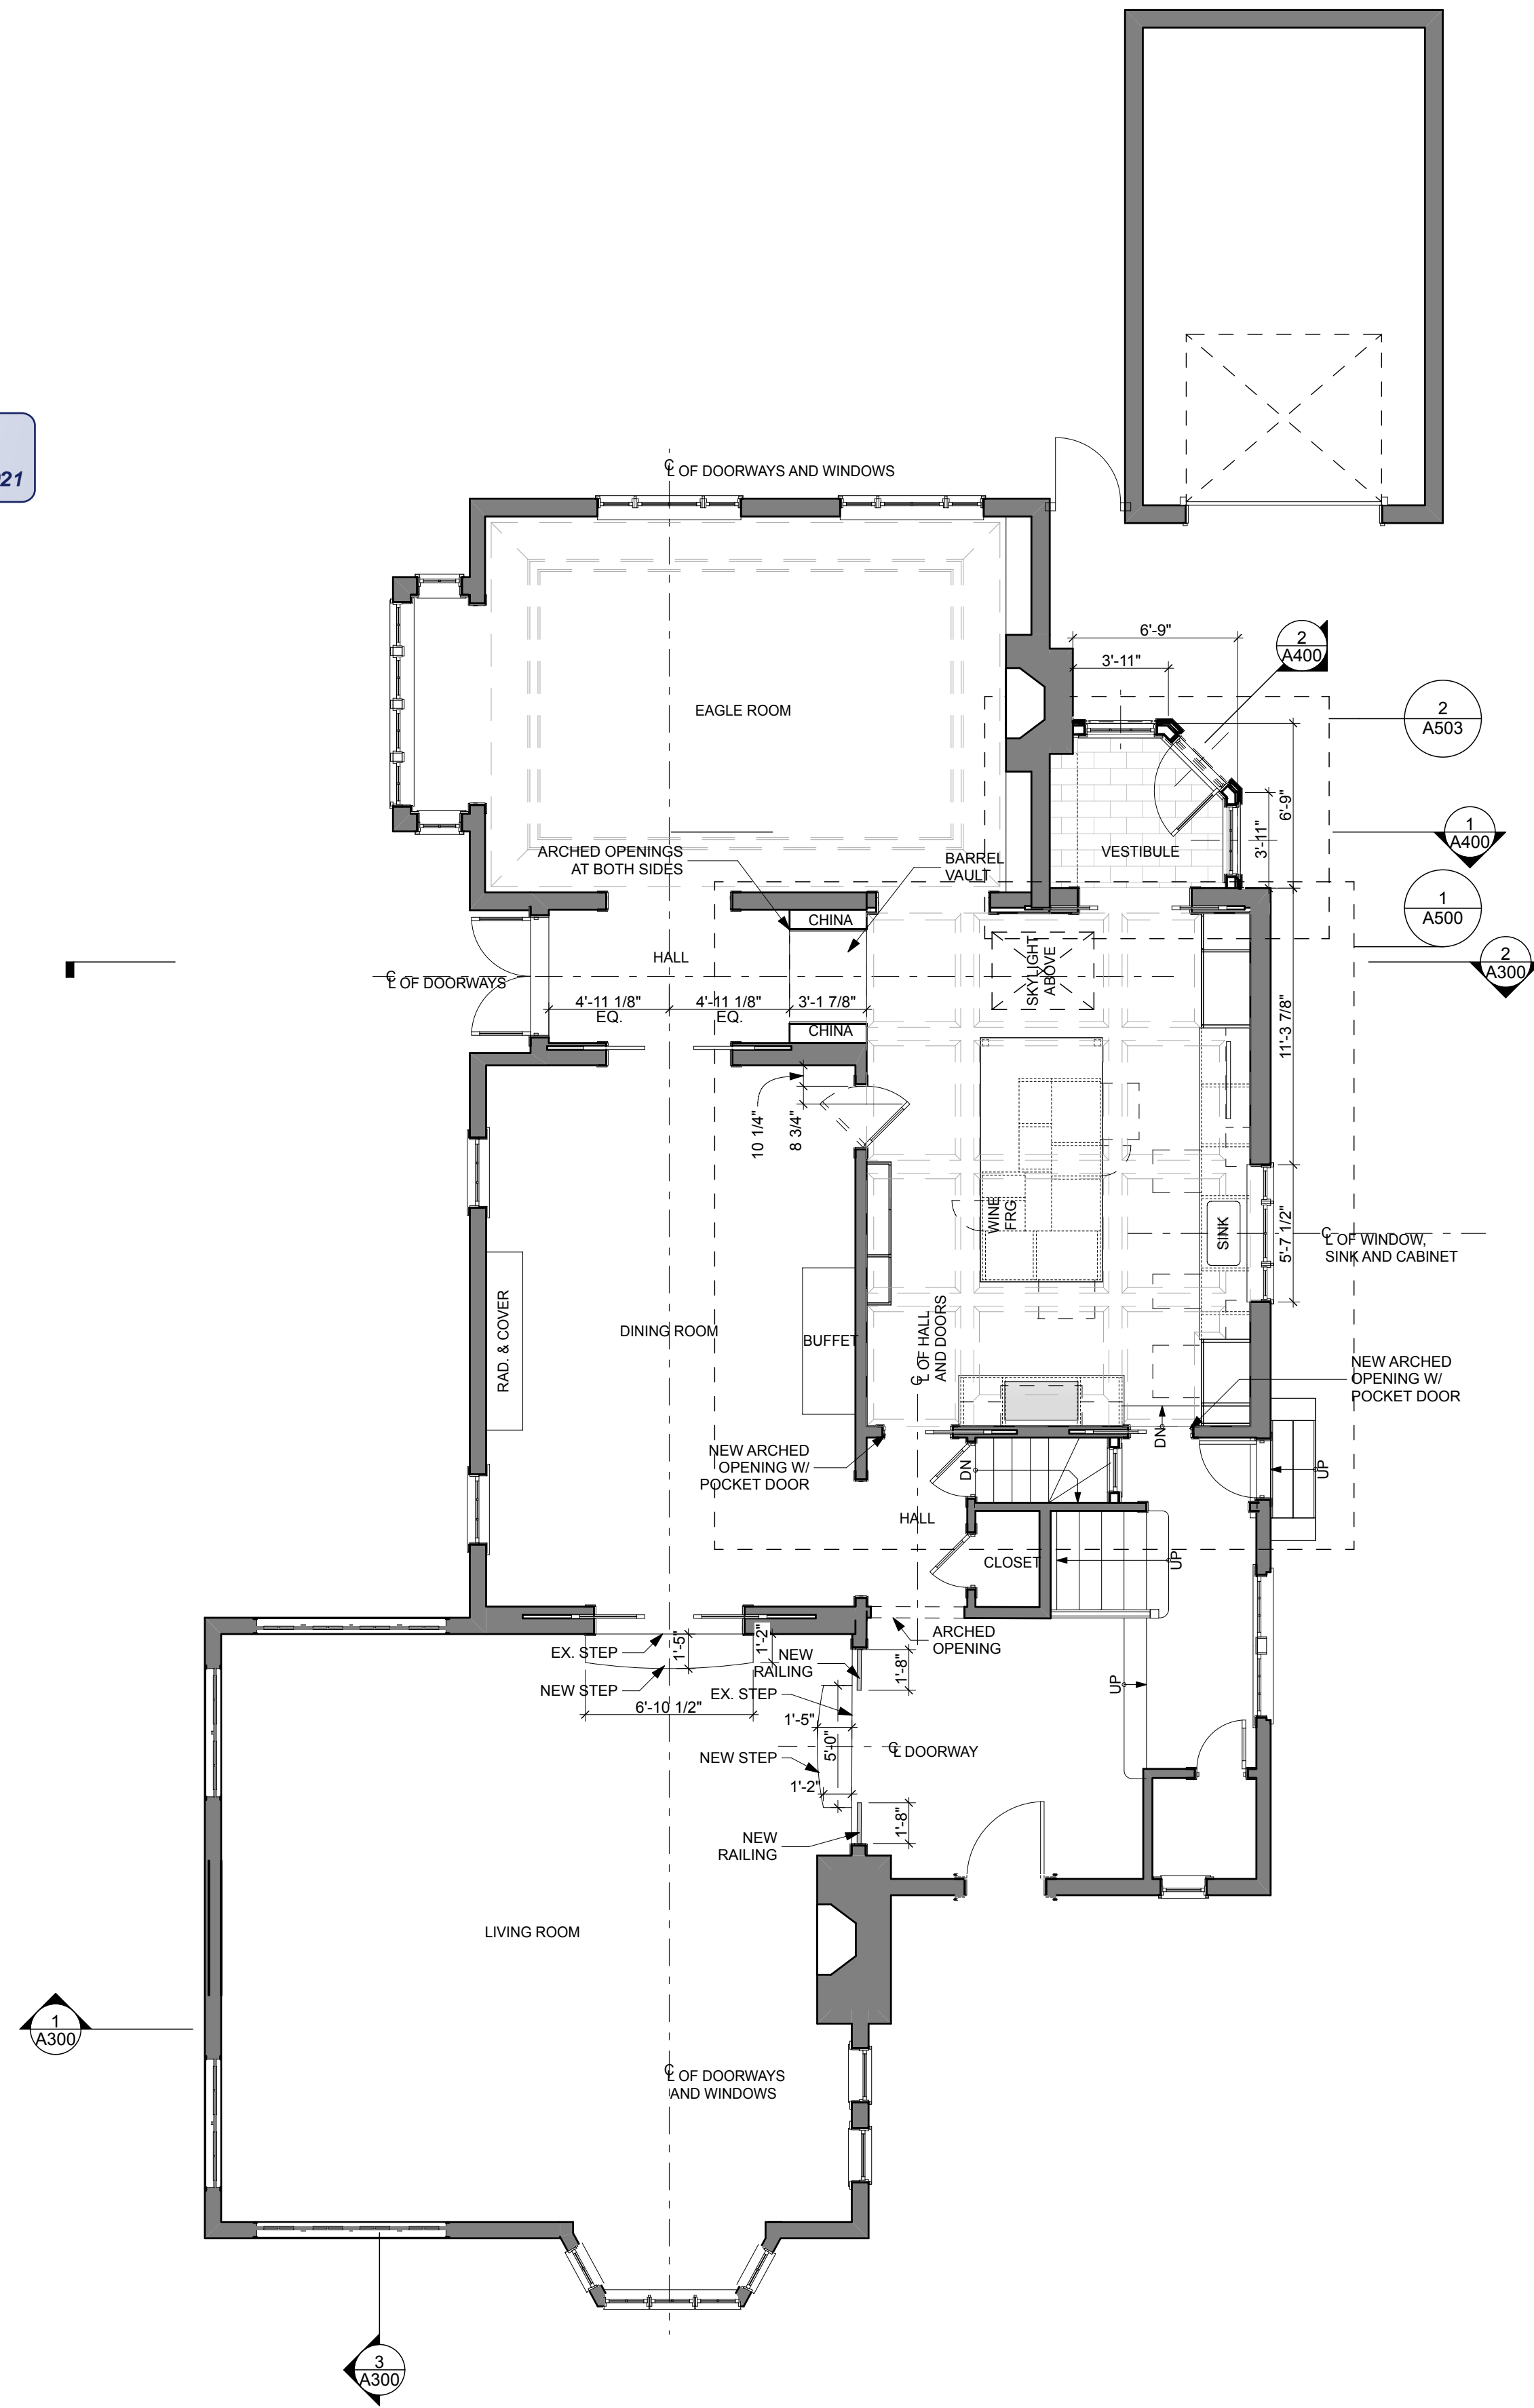 21
℄ OF DOORWAYS AND WINDOWS
6'-9"
3'-11"
2
A400
EAGLE ROOM
2
A503
6'-9"
3'-11"
1
A400
VESTIBULE
ARCHED OPENINGS
AT BOTH SIDES
BARREL
VAULT
1
A500
CHINA
HALL
SKYLIGHT
ABOVE
2
A300
℄ OF DOORWAYS
4'-11 1/8"
EQ.
4'-11 1/8"
EQ.
3'-1 7/8"
CHINA
11'-3 7/8"
10 1/4"
8 3/4"
WINE
FRG
SINK
5'-7 1/2"
℄ OF WINDOW,
SINK AND CABINET
RAD. & COVER
DINING ROOM
BUFFET
℄ OF HALL
AND DOORS
NEW ARCHED
OPENING W/
POCKET DOOR
DN
NEW ARCHED
OPENING W/
POCKET DOOR
DN
UP
HALL
CLOSET
UP
EX. STEP
1'-5"
1'-2"
NEW
RAILING
ARCHED
OPENING
1'-8"
NEW STEP
EX. STEP
UP
6'-10 1/2"
1'-5"
5'-0"
NEW STEP
℄ DOORWAY
1'-2"
1'-8"
NEW
RAILING
LIVING ROOM
1
A300
℄ OF DOORWAYS
AND WINDOWS
3
A300